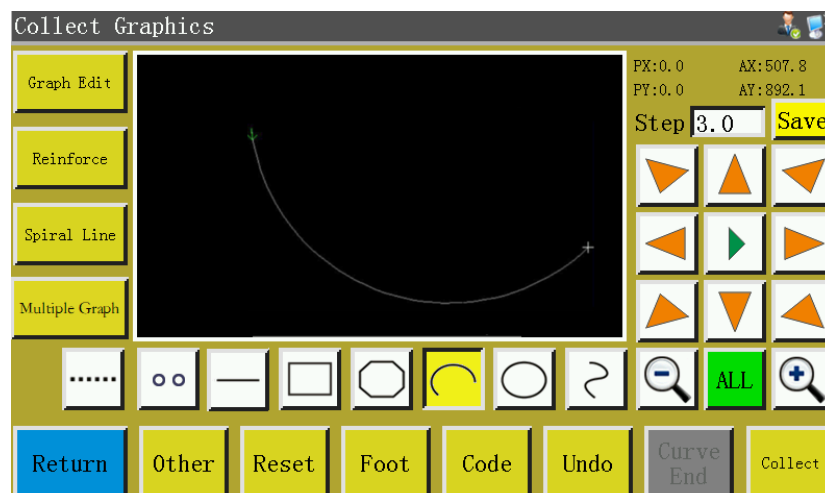 Collect Graphics
Graph Edit
PX:0.0 AX:507.8
PY:0.0 AY:892.1
Step 3.0 Save
Reinforce
Spiral Line
Multiple Graph
ALL
Return Other Reset Foot Code Undo Curve End Collect